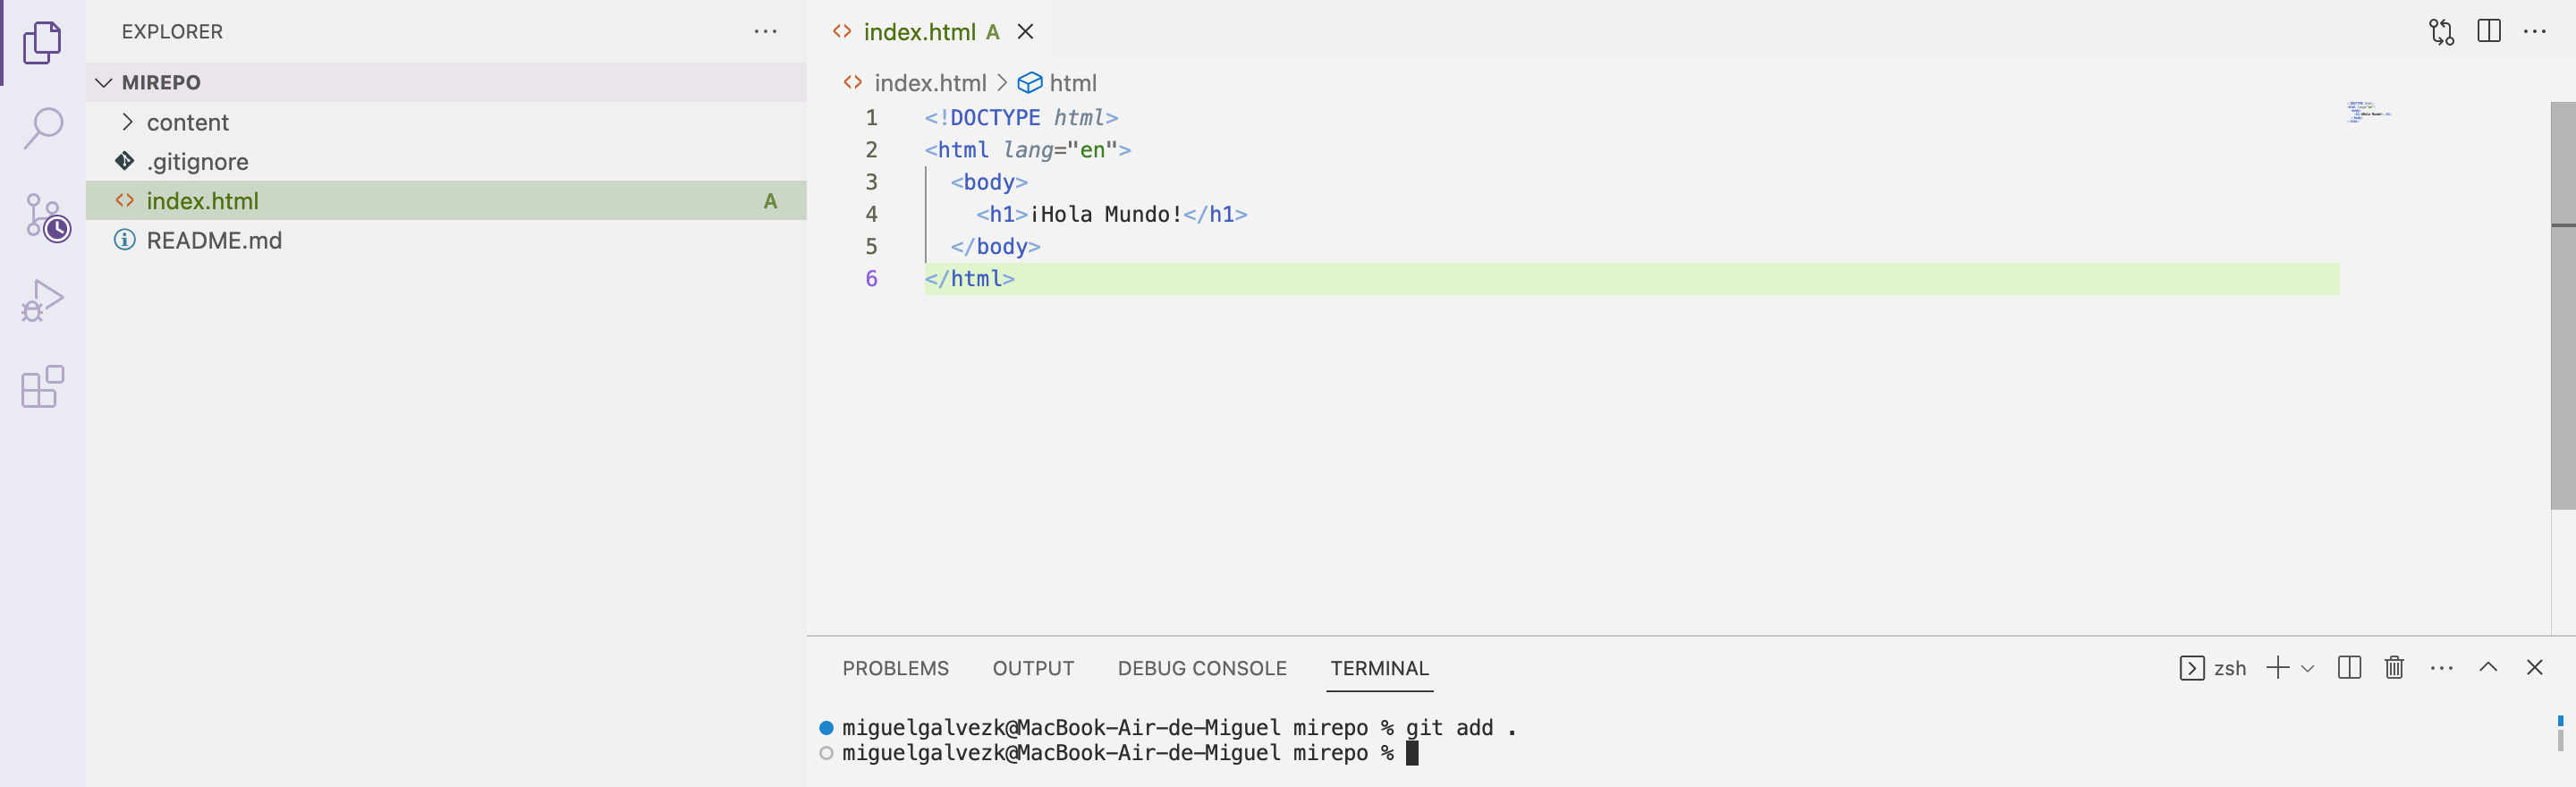 EXPLORER
MIREPO
content
.gitignore
index.html A
README.md
index.html A
index.html > html
1 <!DOCTYPE html>
2 <html lang="en">
3 <body>
4 <h1>¡Hola Mundo!</h1>
5 </body>
6 </html>
PROBLEMS OUTPUT DEBUG CONSOLE TERMINAL zsh
miguelgalvezk@MacBook-Air-de-Miguel mirepo % git add .
miguelgalvezk@MacBook-Air-de-Miguel mirepo %